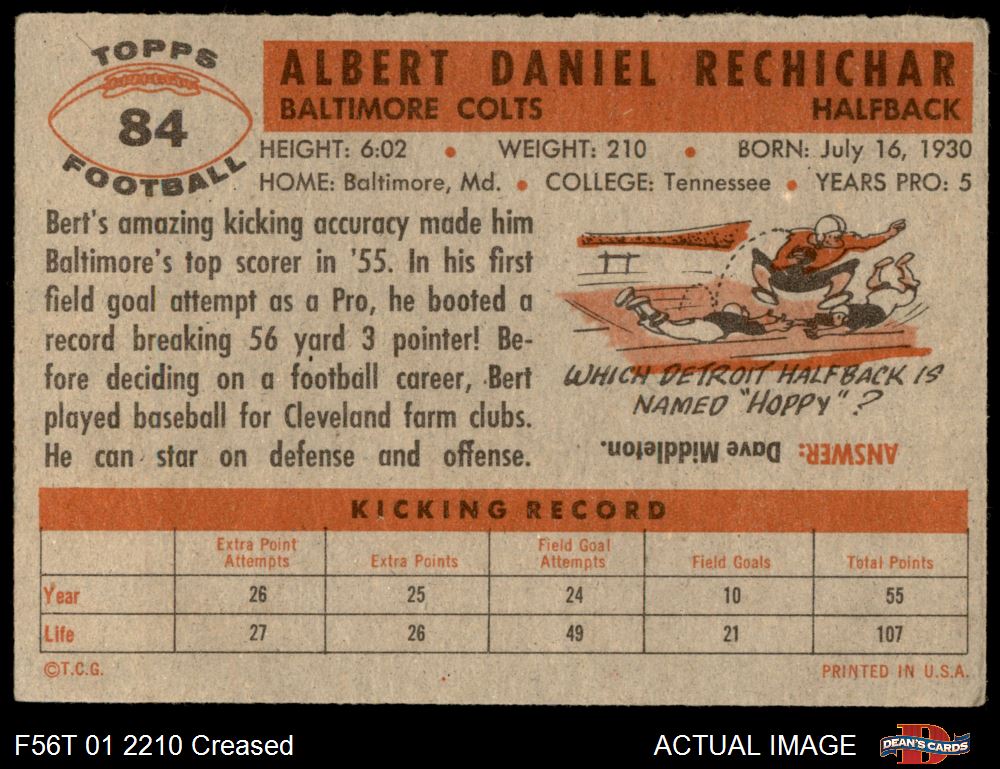 TOPPS
84
FOOTBALL
ALBERT DANIEL RECHICHAR
BALTIMORE COLTS HALFBACK
HEIGHT: 6:02 • WEIGHT: 210 • BORN: July 16, 1930
HOME: Baltimore, Md. • COLLEGE: Tennessee • YEARS PRO: 5
Bert's amazing kicking accuracy made him
Baltimore's top scorer in '55. In his first
field goal attempt as a Pro, he booted a
record breaking 56 yard 3 pointer! Be-
fore deciding on a football career, Bert
played baseball for Cleveland farm clubs.
He can star on defense and offense.
WHICH DETROIT HALFBACK IS
NAMED "HOPPY"?
ANSWER: Dave Middleton.
KICKING RECORD
Extra Point Attempts Extra Points Field Goal Attempts Field Goals Total Points
Year 26 25 24 10 55
Life 27 26 49 21 107
©T.C.G. PRINTED IN U.S.A.
F56T 01 2210 Creased ACTUAL IMAGE DEAN'S CARDS